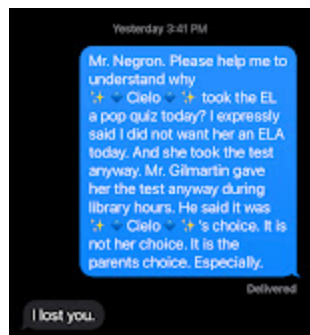 Yesterday 3:41 PM
Mr. Negron. Please help me to
understand why
✨💙Cielo💙✨ took the EL
a pop quiz today? I expressly
said I did not want her an ELA
today. And she took the test
anyway. Mr. Gilmartin gave
her the test anyway during
library hours. He said it was
✨💙Cielo💙✨'s choice. It is
not her choice. It is the
parents choice. Especially.
Delivered
I lost you.